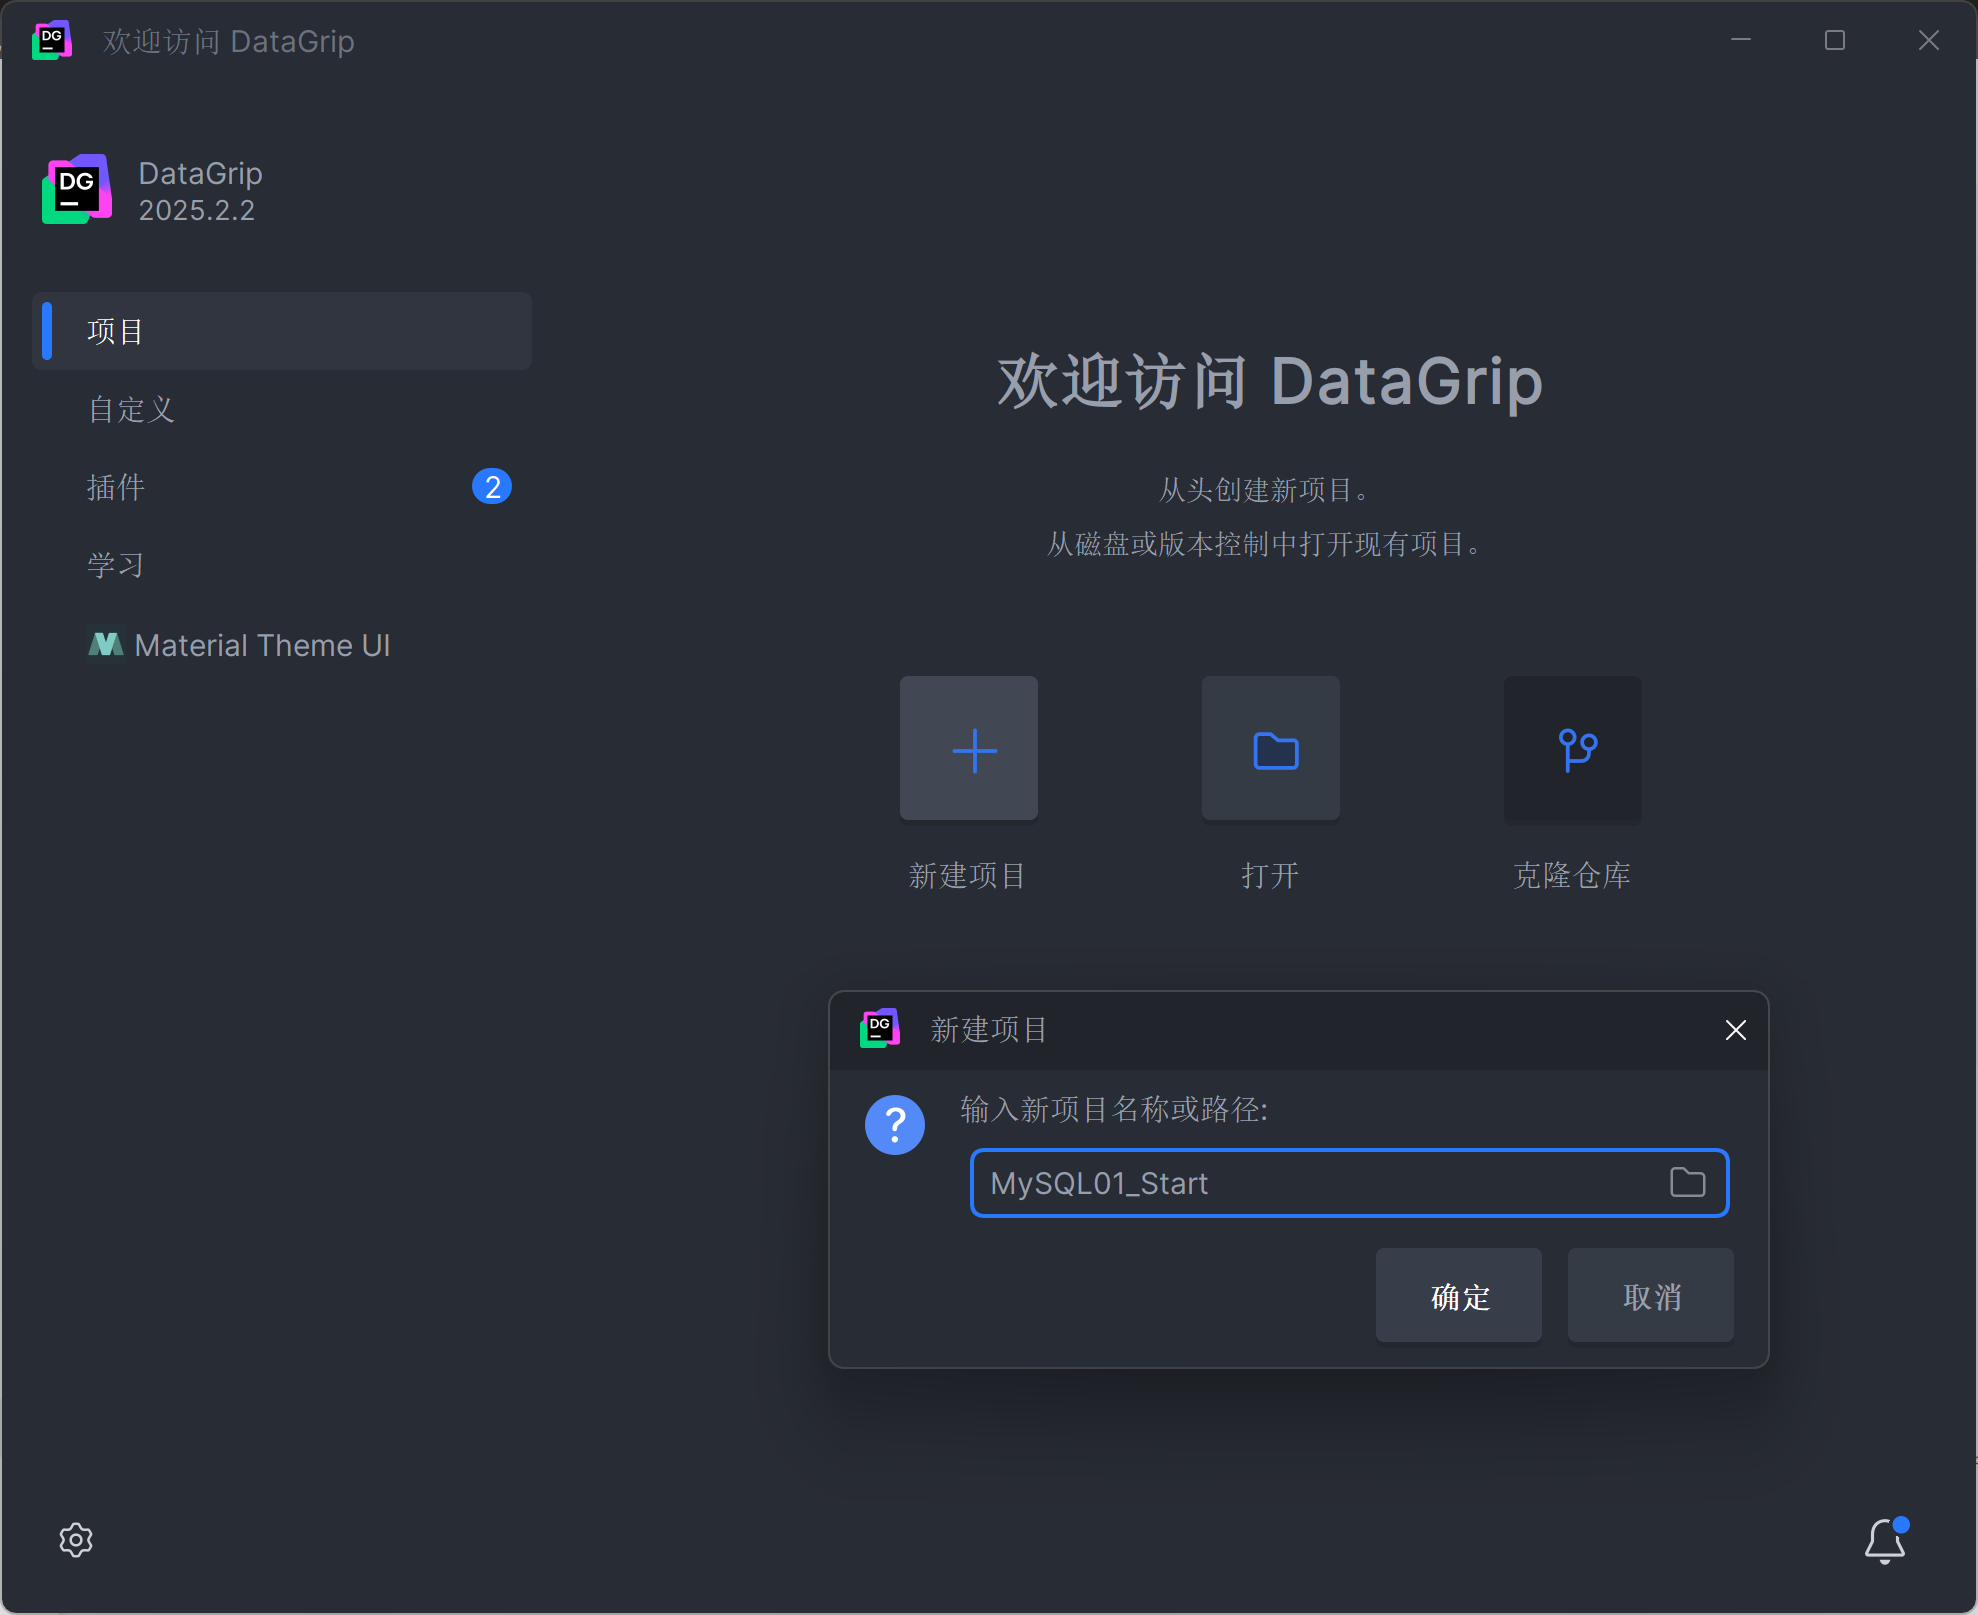 DG 欢迎访问 DataGrip
DG DataGrip
2025.2.2
项目
自定义
插件 2
学习
Material Theme UI
欢迎访问 DataGrip
从头创建新项目。
从磁盘或版本控制中打开现有项目。
新建项目 打开 克隆仓库
DG 新建项目
输入新项目名称或路径:
MySQL01_Start
确定 取消